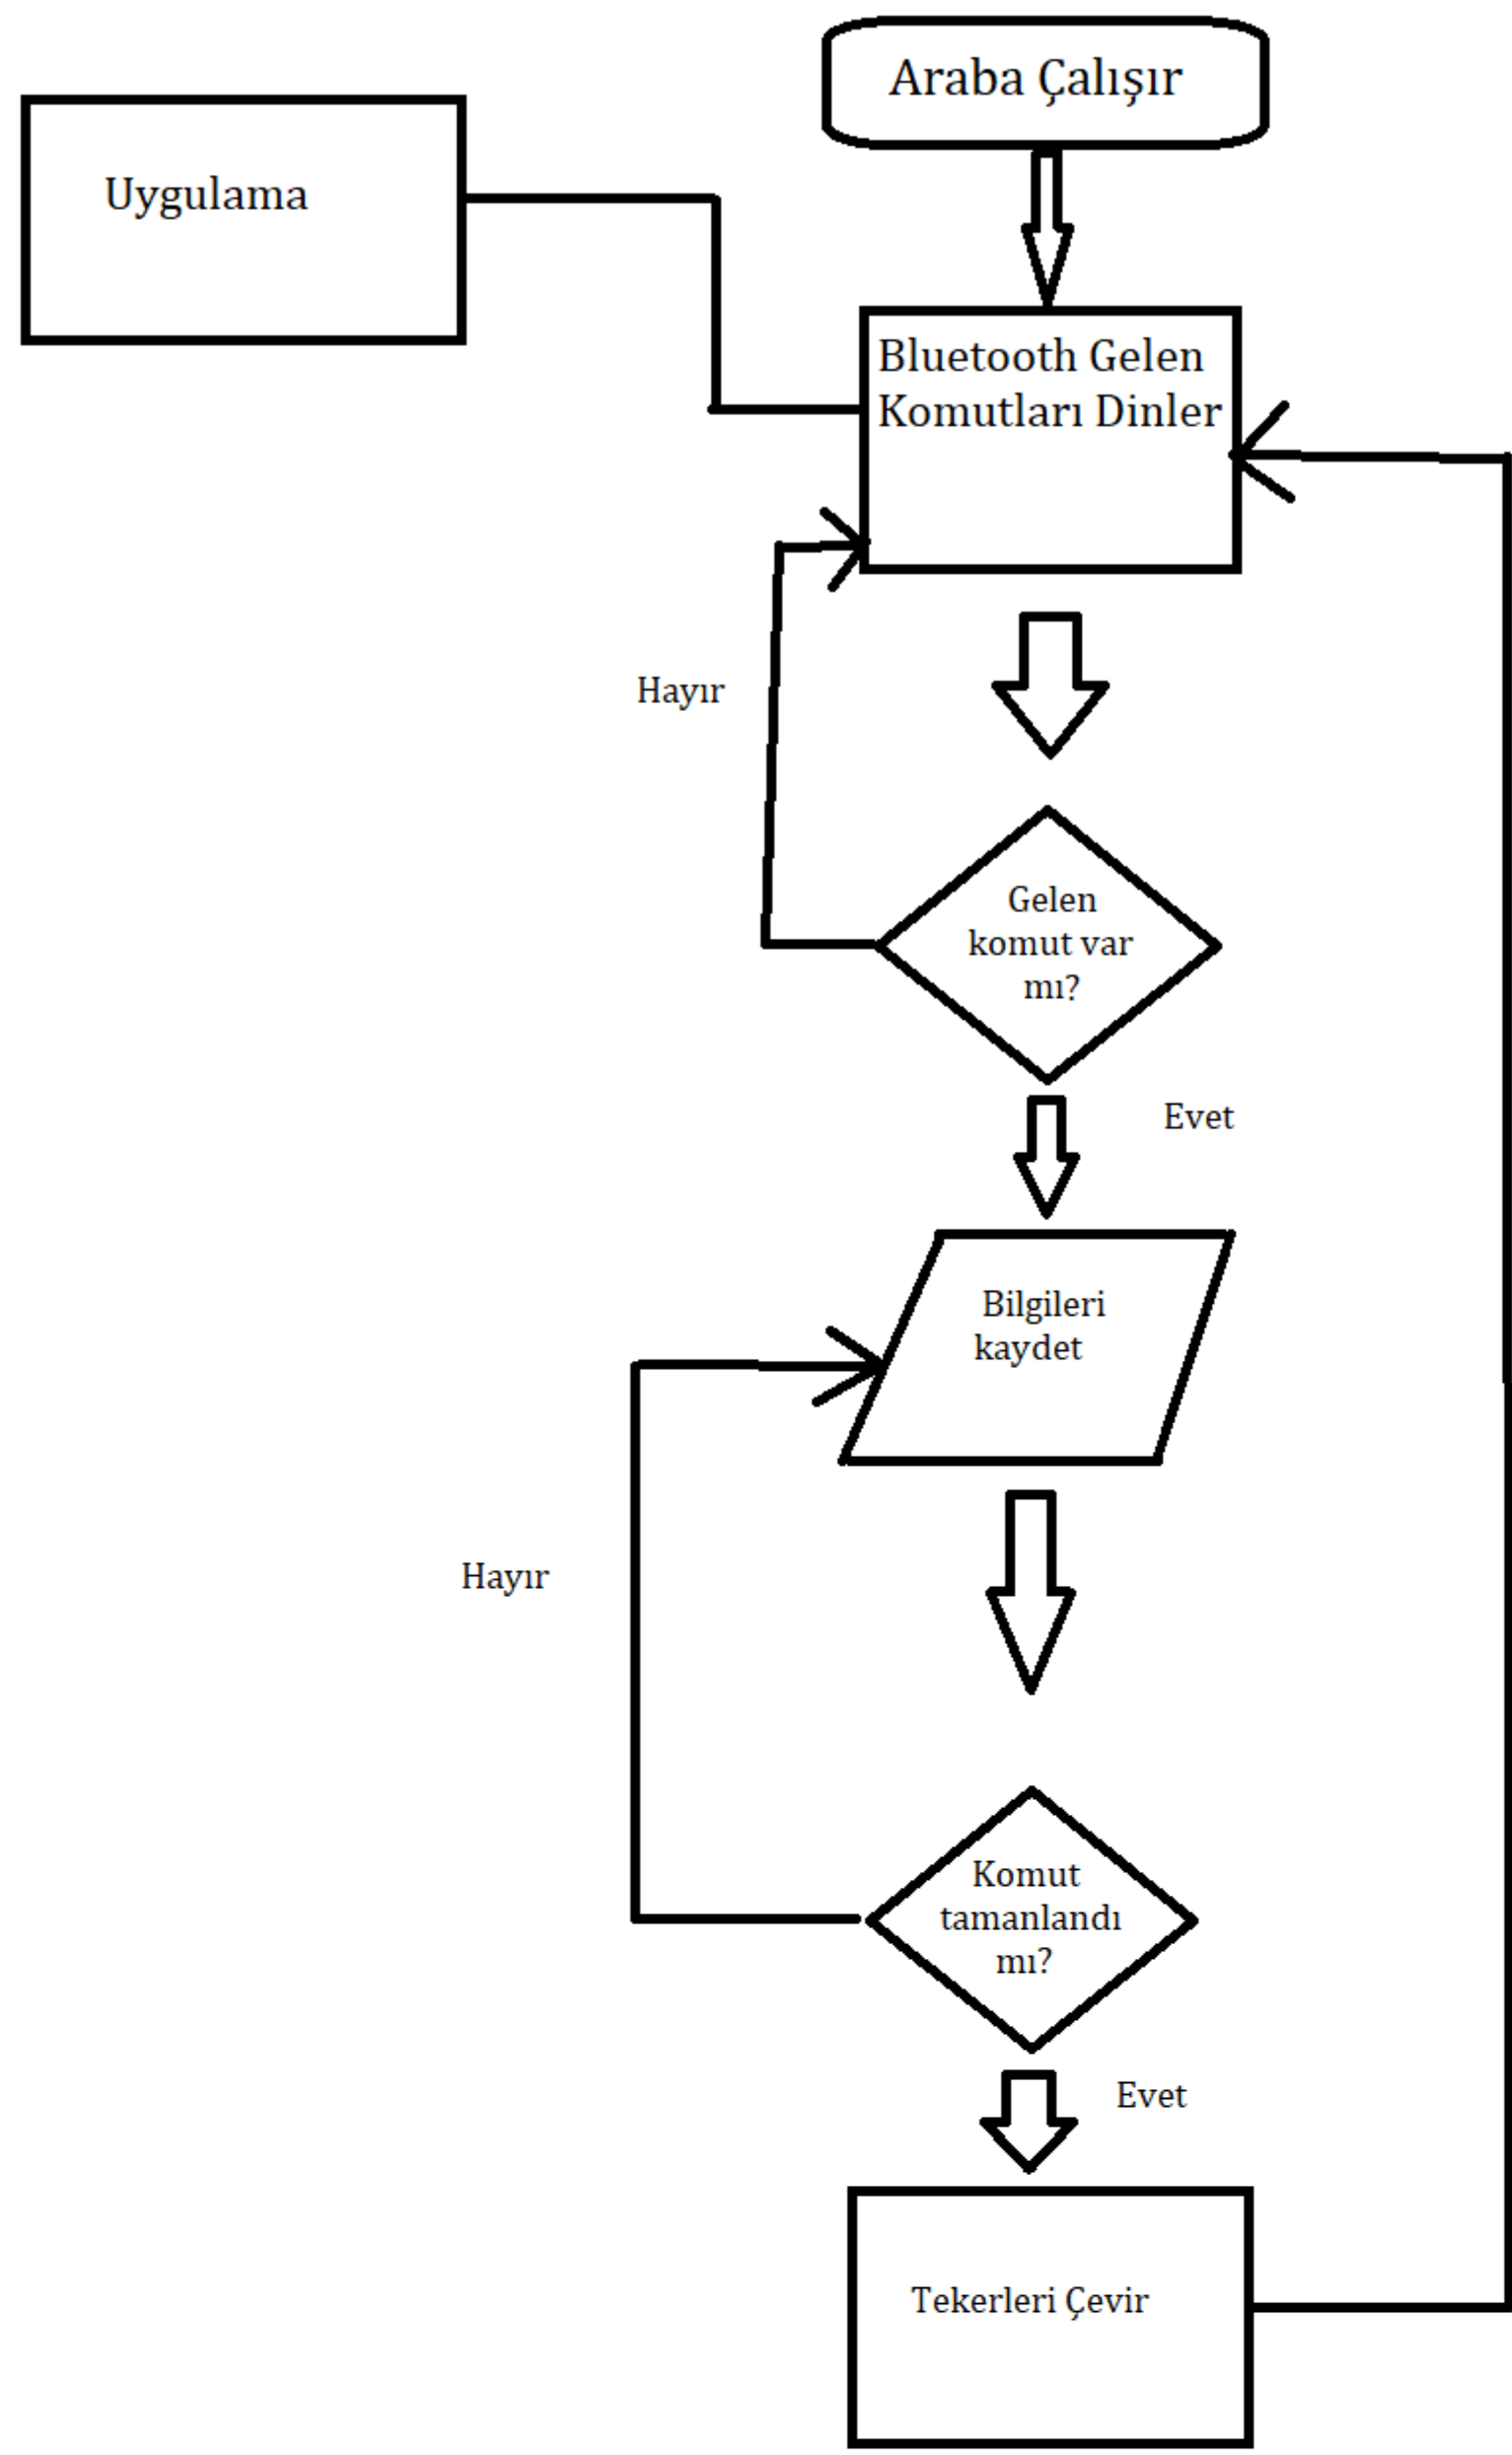 Araba Çalışır
Uygulama
Bluetooth Gelen
Komutları Dinler
Hayır
Gelen
komut var
mı?
Evet
Bilgileri
kaydet
Hayır
Komut
tamanlandı
mı?
Evet
Tekerleri Çevir